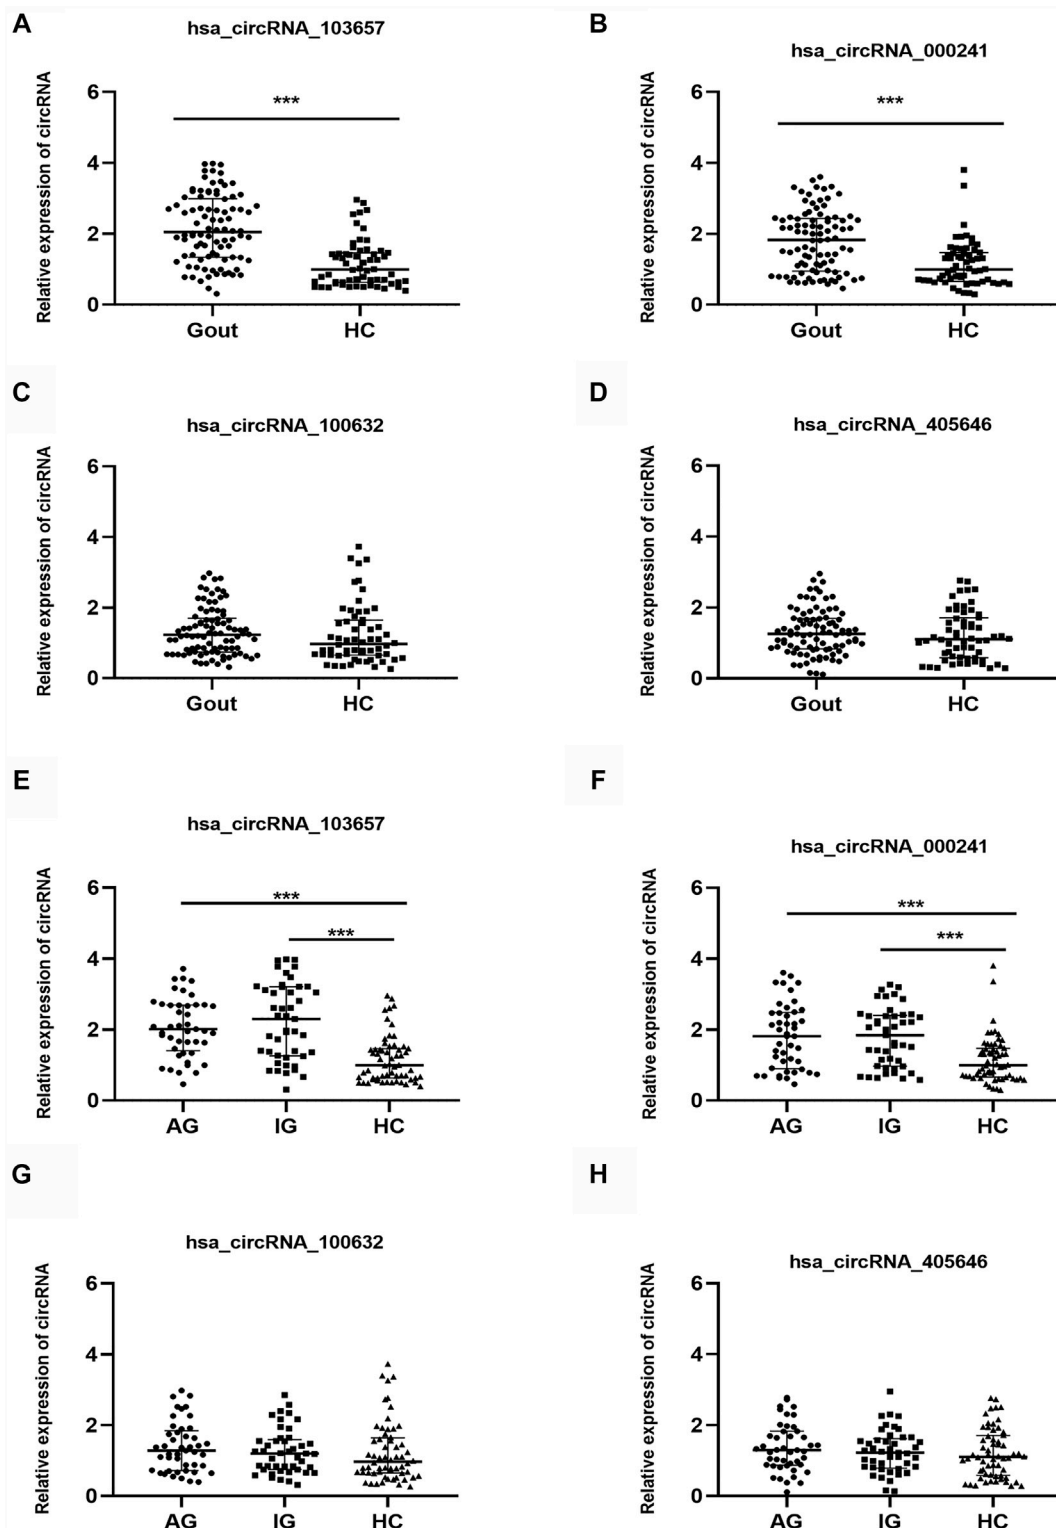 A
hsa_circRNA_103657
Relative expression of circRNA
6
4
2
0
***
Gout HC
B
hsa_circRNA_000241
Relative expression of circRNA
6
4
2
0
***
Gout HC
C
hsa_circRNA_100632
Relative expression of circRNA
6
4
2
0
Gout HC
D
hsa_circRNA_405646
Relative expression of circRNA
6
4
2
0
Gout HC
E
hsa_circRNA_103657
Relative expression of circRNA
6
4
2
0
***
***
AG IG HC
F
hsa_circRNA_000241
Relative expression of circRNA
6
4
2
0
***
***
AG IG HC
G
hsa_circRNA_100632
Relative expression of circRNA
6
4
2
0
AG IG HC
H
hsa_circRNA_405646
Relative expression of circRNA
6
4
2
0
AG IG HC